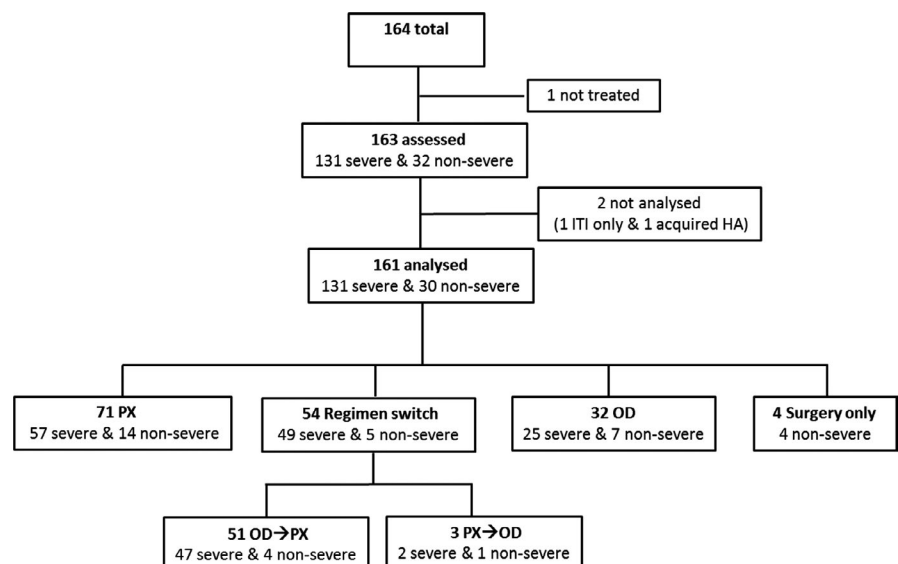 164 total
1 not treated
163 assessed
131 severe & 32 non-severe
2 not analysed
(1 ITI only & 1 acquired HA)
161 analysed
131 severe & 30 non-severe
71 PX
57 severe & 14 non-severe
54 Regimen switch
49 severe & 5 non-severe
32 OD
25 severe & 7 non-severe
4 Surgery only
4 non-severe
51 OD→PX
47 severe & 4 non-severe
3 PX→OD
2 severe & 1 non-severe